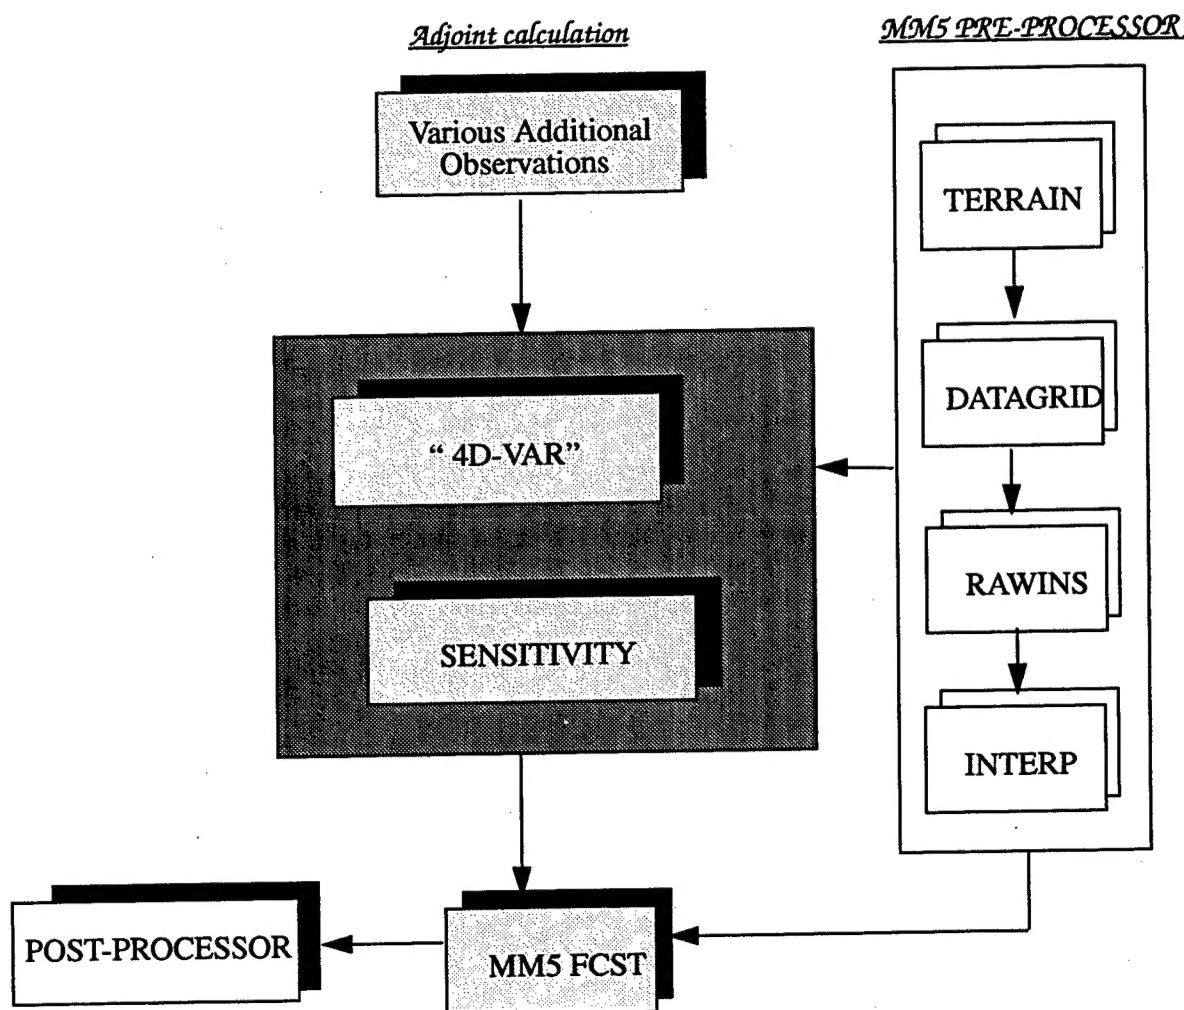 Adjoint calculation
MM5 PRE-PROCESSOR
Various Additional
Observations
TERRAIN
DATAGRID
“ 4D-VAR”
RAWINS
SENSITIVITY
INTERP
POST-PROCESSOR
MM5 FCST